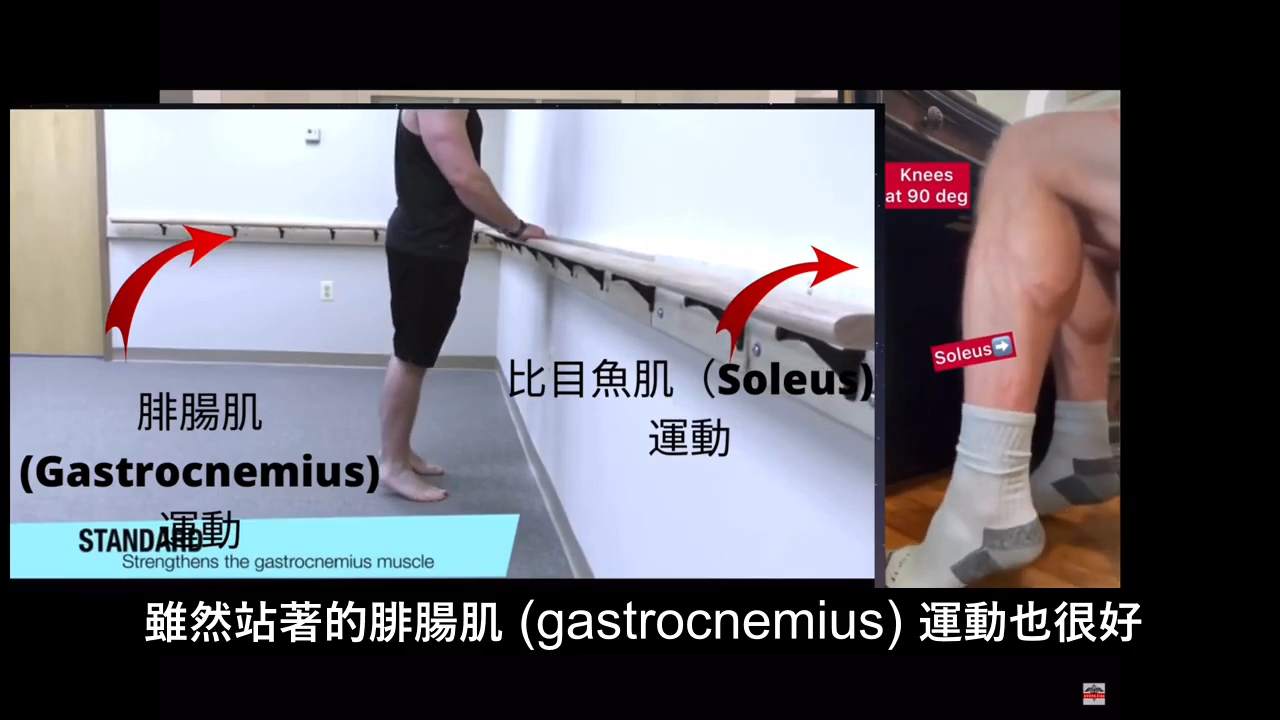 Knees
at 90 deg
Soleus
比目魚肌（Soleus)
運動
腓腸肌
(Gastrocnemius)
運動
STANDARD
Strengthens the gastrocnemius muscle
雖然站著的腓腸肌 (gastrocnemius) 運動也很好